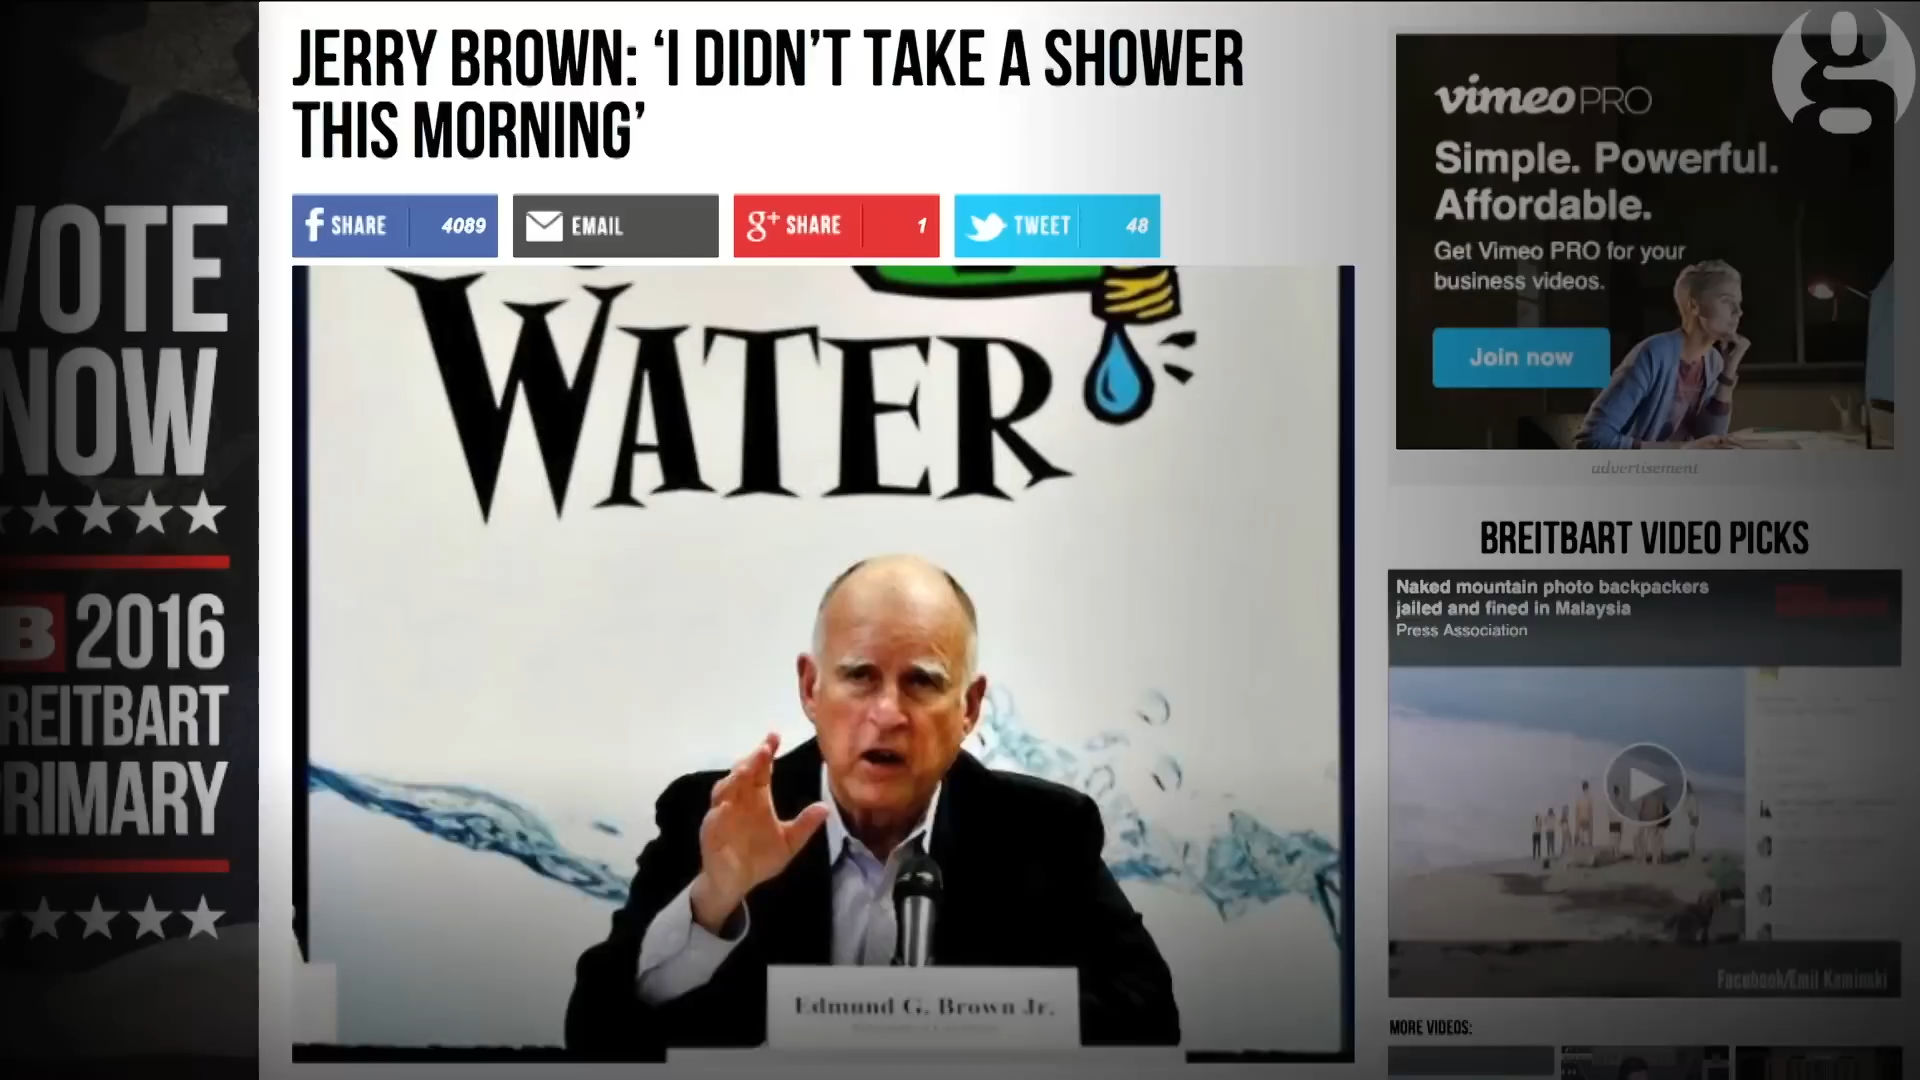 JERRY BROWN: ‘I DIDN’T TAKE A SHOWER
THIS MORNING’
f SHARE 4089
EMAIL
g+ SHARE 1
TWEET 48
WATER
Edmund G. Brown Jr.
VOTE
NOW
B 2016
REITBART
PRIMARY
vimeo PRO
Simple. Powerful.
Affordable.
Get Vimeo PRO for your
business videos.
Join now
advertisement
BREITBART VIDEO PICKS
Naked mountain photo backpackers
jailed and fined in Malaysia
Press Association
Facebook/Emil Kaminski
MORE VIDEOS:
g